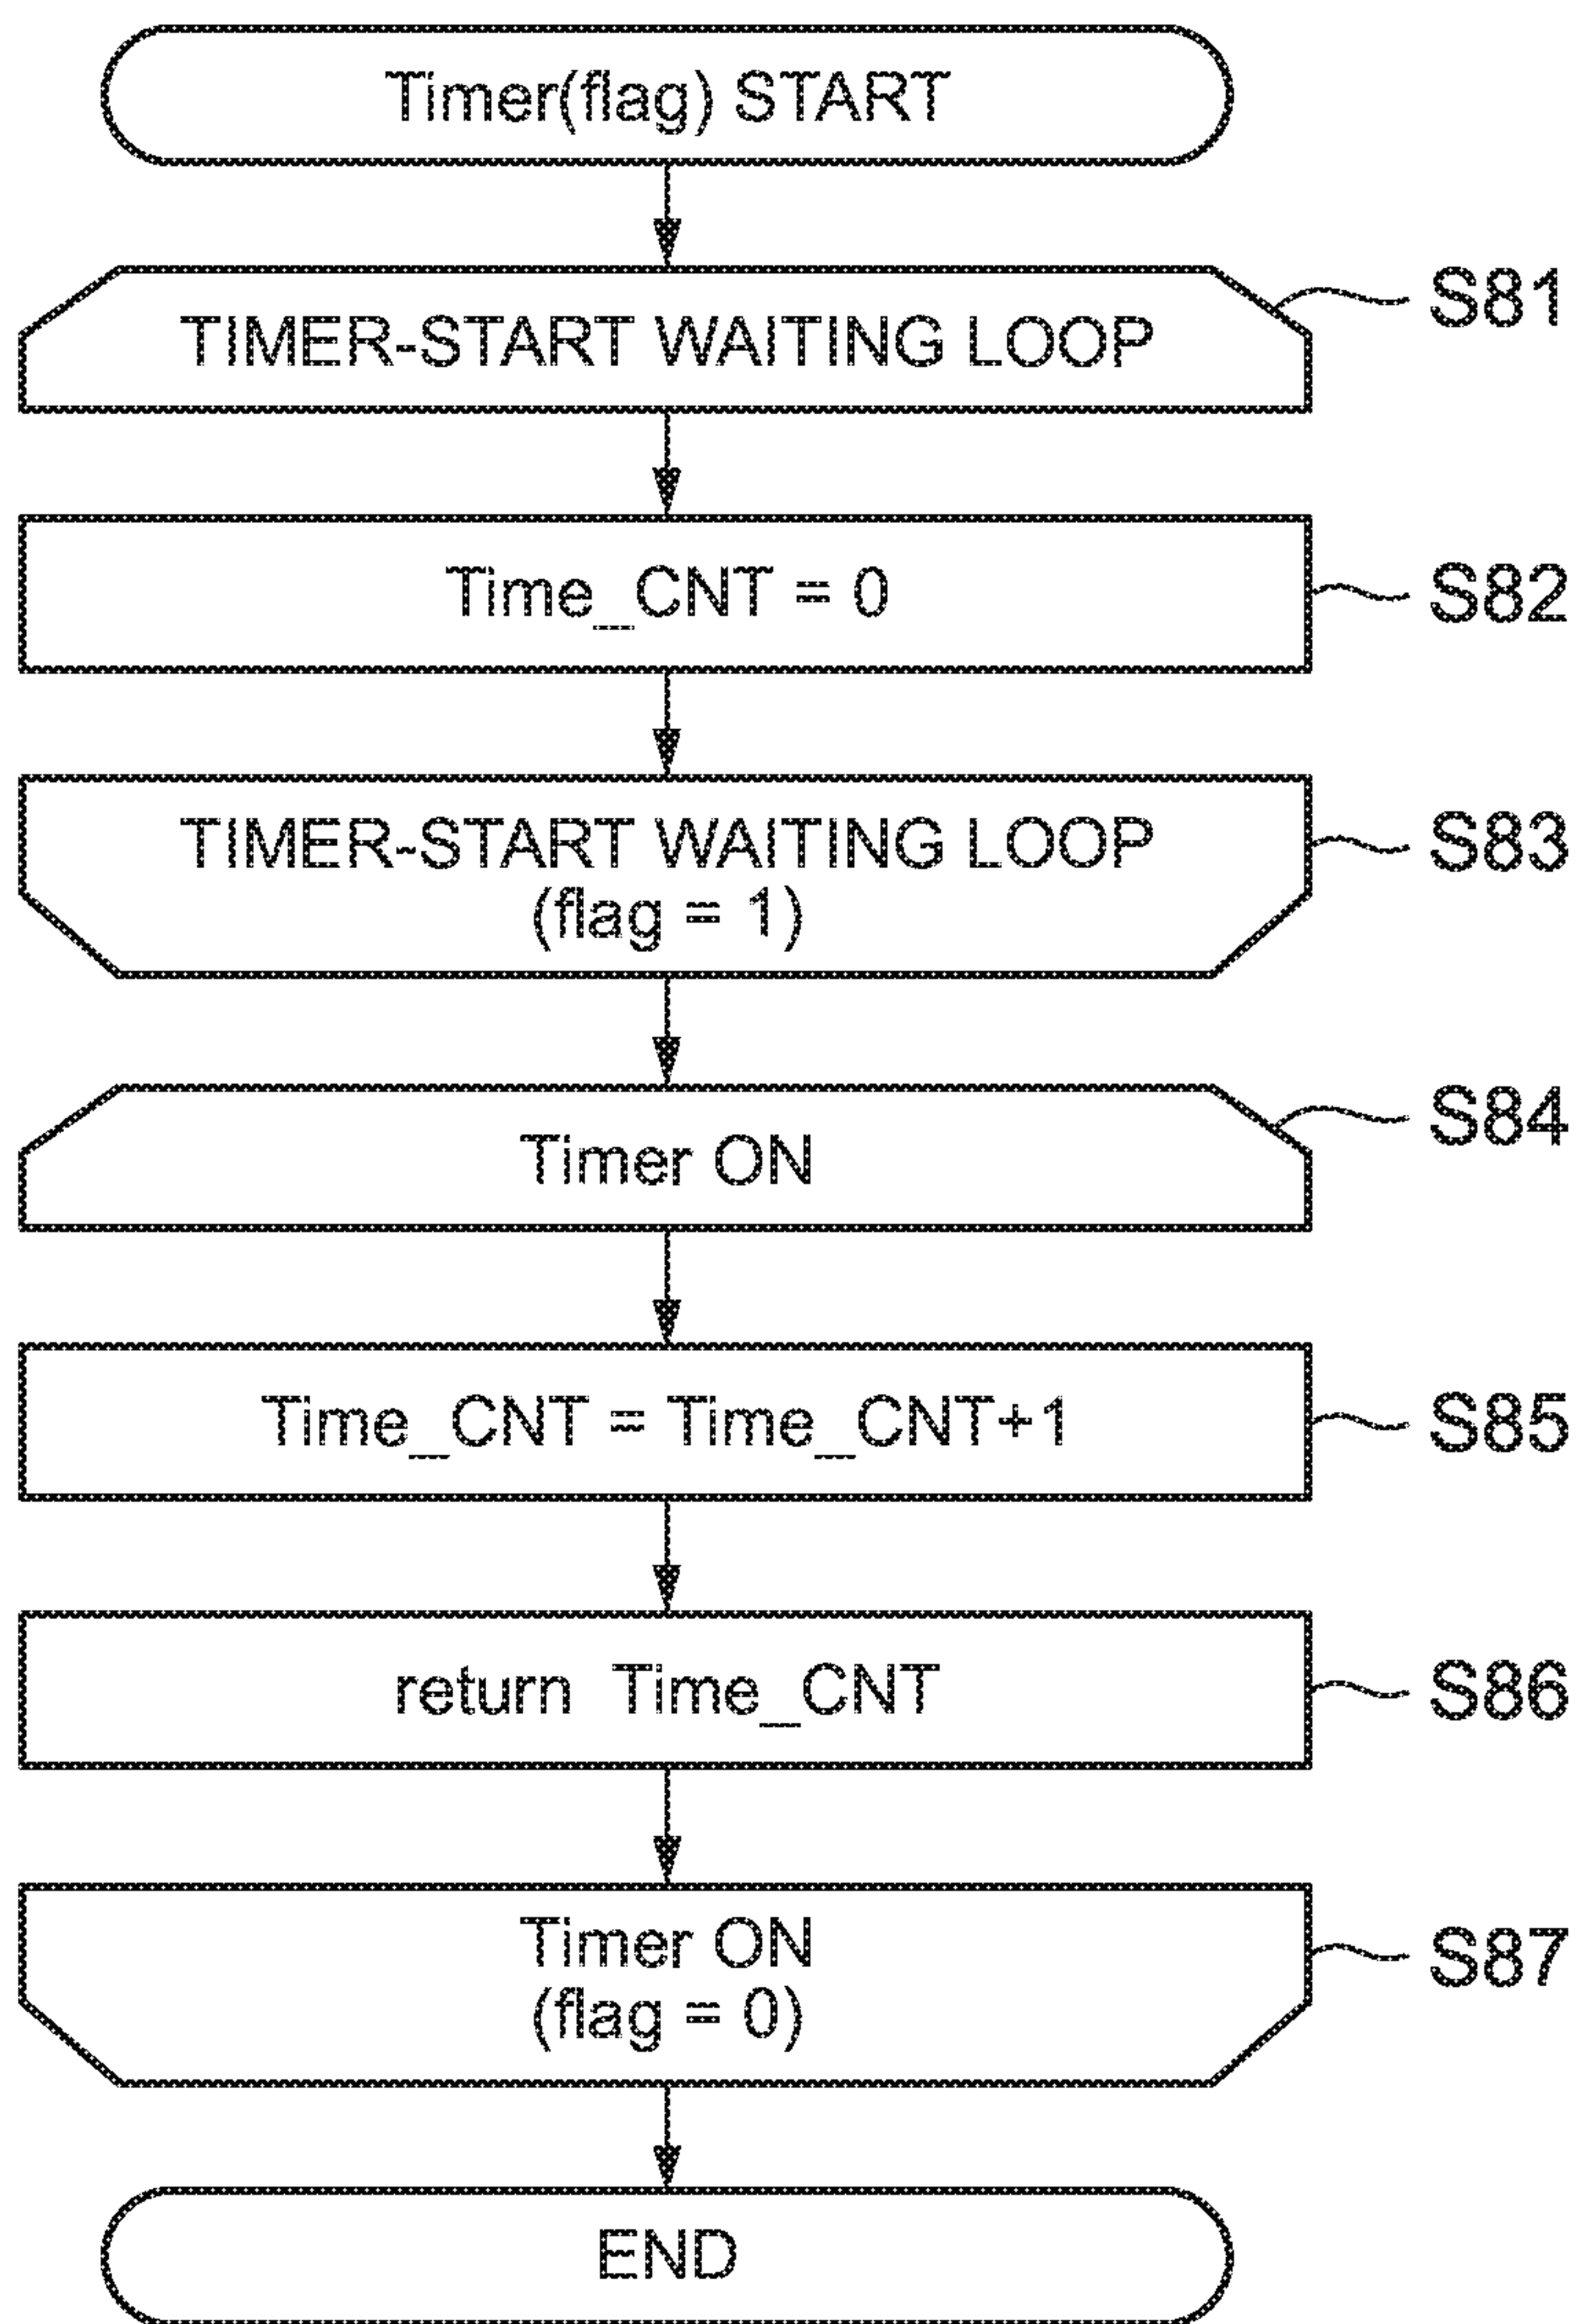 Timer(flag) START
TIMER-START WAITING LOOP
S81
Time_CNT = 0
S82
TIMER-START WAITING LOOP
(flag = 1)
S83
Timer ON
S84
Time_CNT = Time_CNT+1
S85
return Time_CNT
S86
Timer ON
(flag = 0)
S87
END